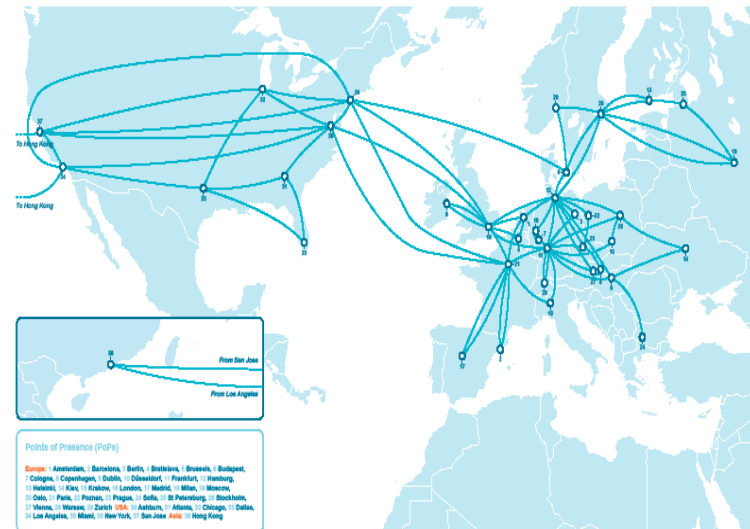 To Hong Kong
To Hong Kong
From San Jose
From Los Angeles
Points of Presence (PoPs)
Europe: 1 Amsterdam, 2 Barcelona, 3 Berlin, 4 Bratislava, 5 Brussels, 6 Budapest,
7 Cologne, 8 Copenhagen, 9 Dublin, 10 Düsseldorf, 11 Frankfurt, 12 Hamburg,
13 Helsinki, 14 Kiev, 15 Krakow, 16 London, 17 Madrid, 18 Milan, 19 Moscow,
20 Oslo, 21 Paris, 22 Poznan, 23 Prague, 24 Sofia, 25 St Petersburg, 26 Stockholm,
27 Vienna, 28 Warsaw, 29 Zurich USA: 30 Ashburn, 31 Atlanta, 32 Chicago, 33 Dallas,
34 Los Angeles, 35 Miami, 36 New York, 37 San Jose Asia: 38 Hong Kong